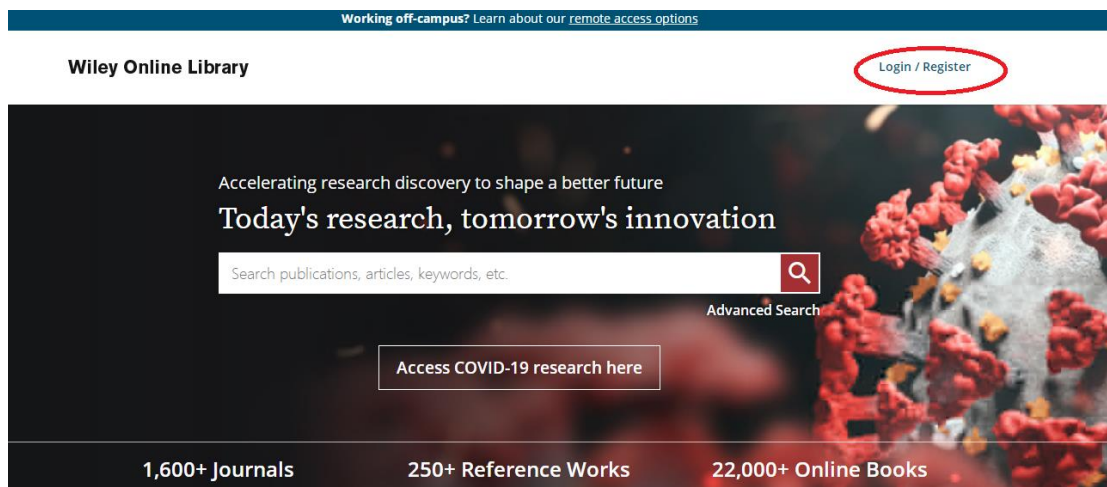 Working off-campus? Learn about our remote access options
Wiley Online Library
Login / Register
Accelerating research discovery to shape a better future
Today's research, tomorrow's innovation
Search publications, articles, keywords, etc.
Advanced Search
Access COVID-19 research here
1,600+ Journals
250+ Reference Works
22,000+ Online Books